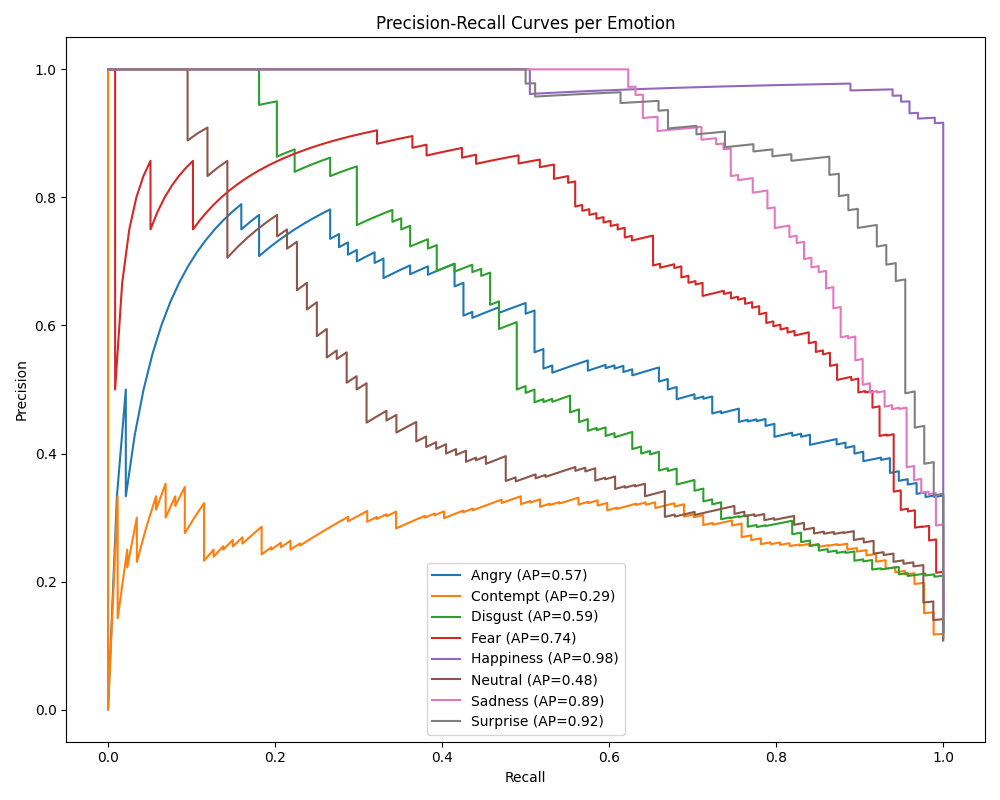 Precision-Recall Curves per Emotion
1.0
0.8
0.6
0.4
0.2
0.0
Precision
Angry (AP=0.57)
Contempt (AP=0.29)
Disgust (AP=0.59)
Fear (AP=0.74)
Happiness (AP=0.98)
Neutral (AP=0.48)
Sadness (AP=0.89)
Surprise (AP=0.92)
0.0 0.2 0.4 0.6 0.8 1.0
Recall